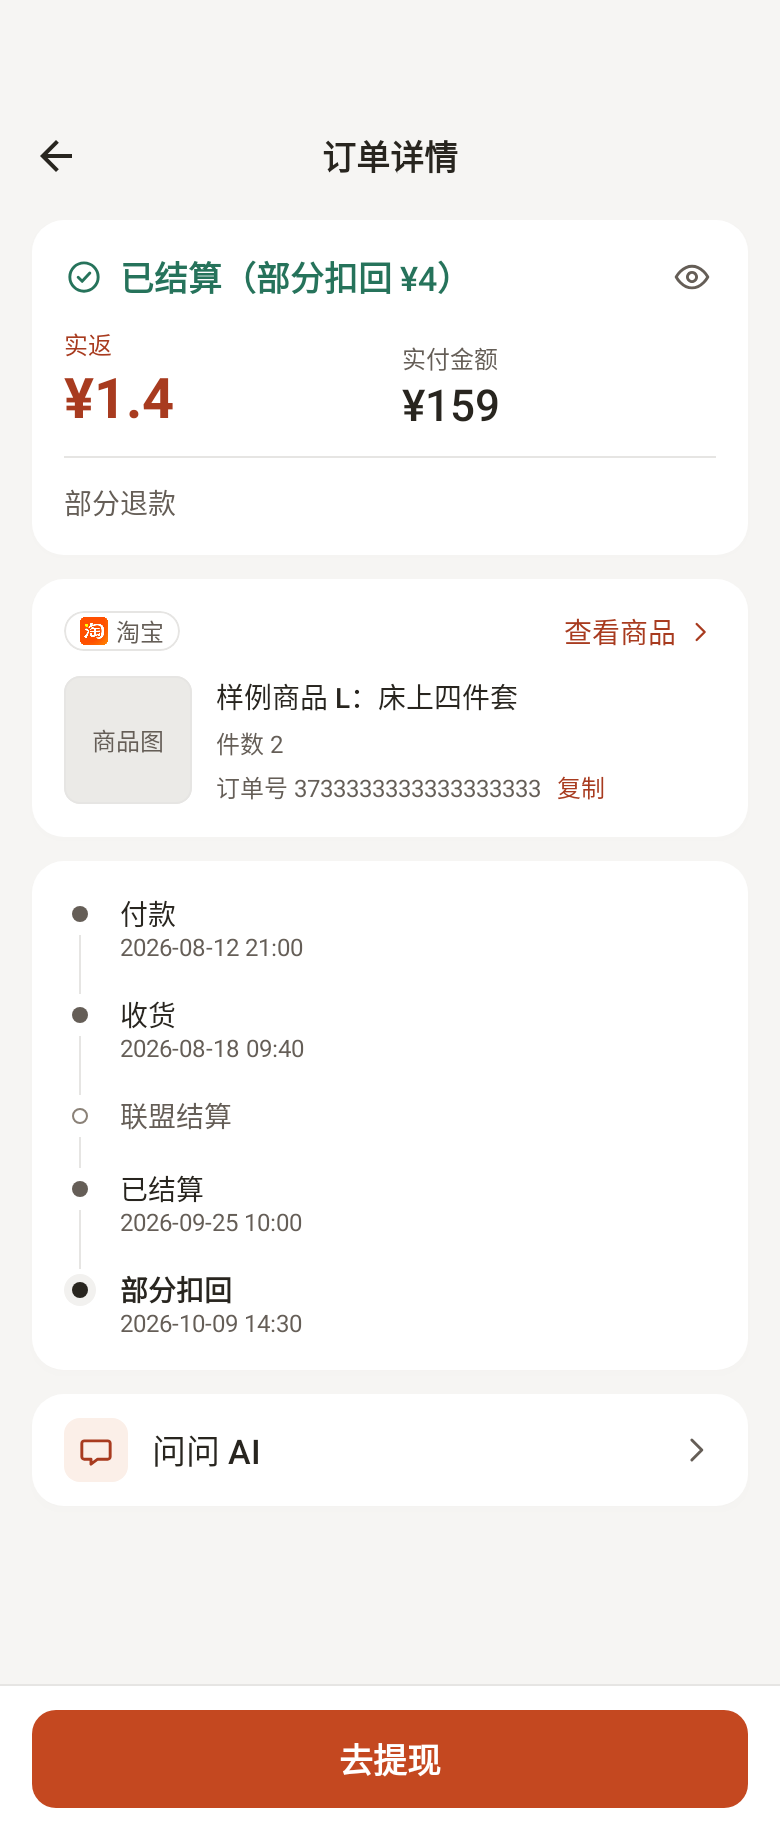 订单详情
已结算（部分扣回 ¥4）
实返
¥1.4
实付金额
¥159
部分退款
淘 淘宝
查看商品
商品图
样例商品 L：床上四件套
件数 2
订单号 3733333333333333333 复制
付款
2026-08-12 21:00
收货
2026-08-18 09:40
联盟结算
已结算
2026-09-25 10:00
部分扣回
2026-10-09 14:30
问问 AI
去提现